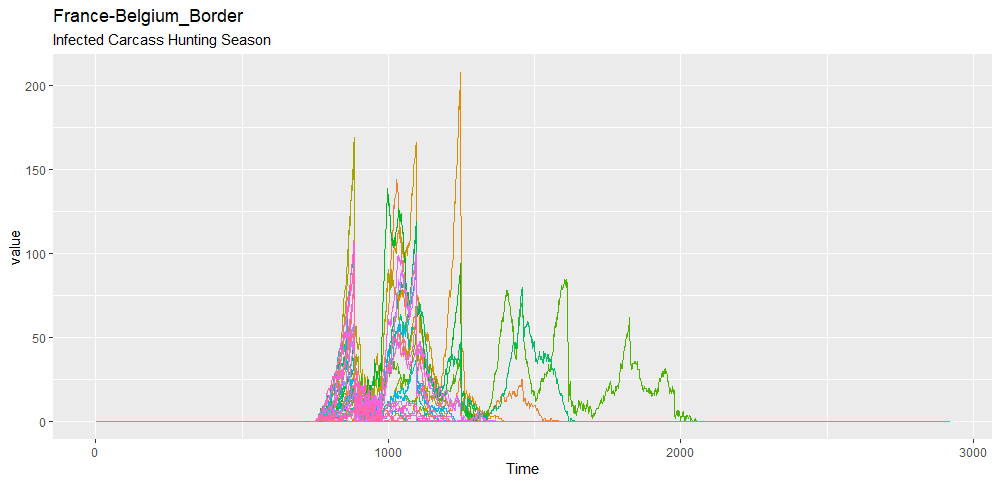 France-Belgium_Border
Infected Carcass Hunting Season
value
200
150
100
50
0
0 1000 2000 3000
Time